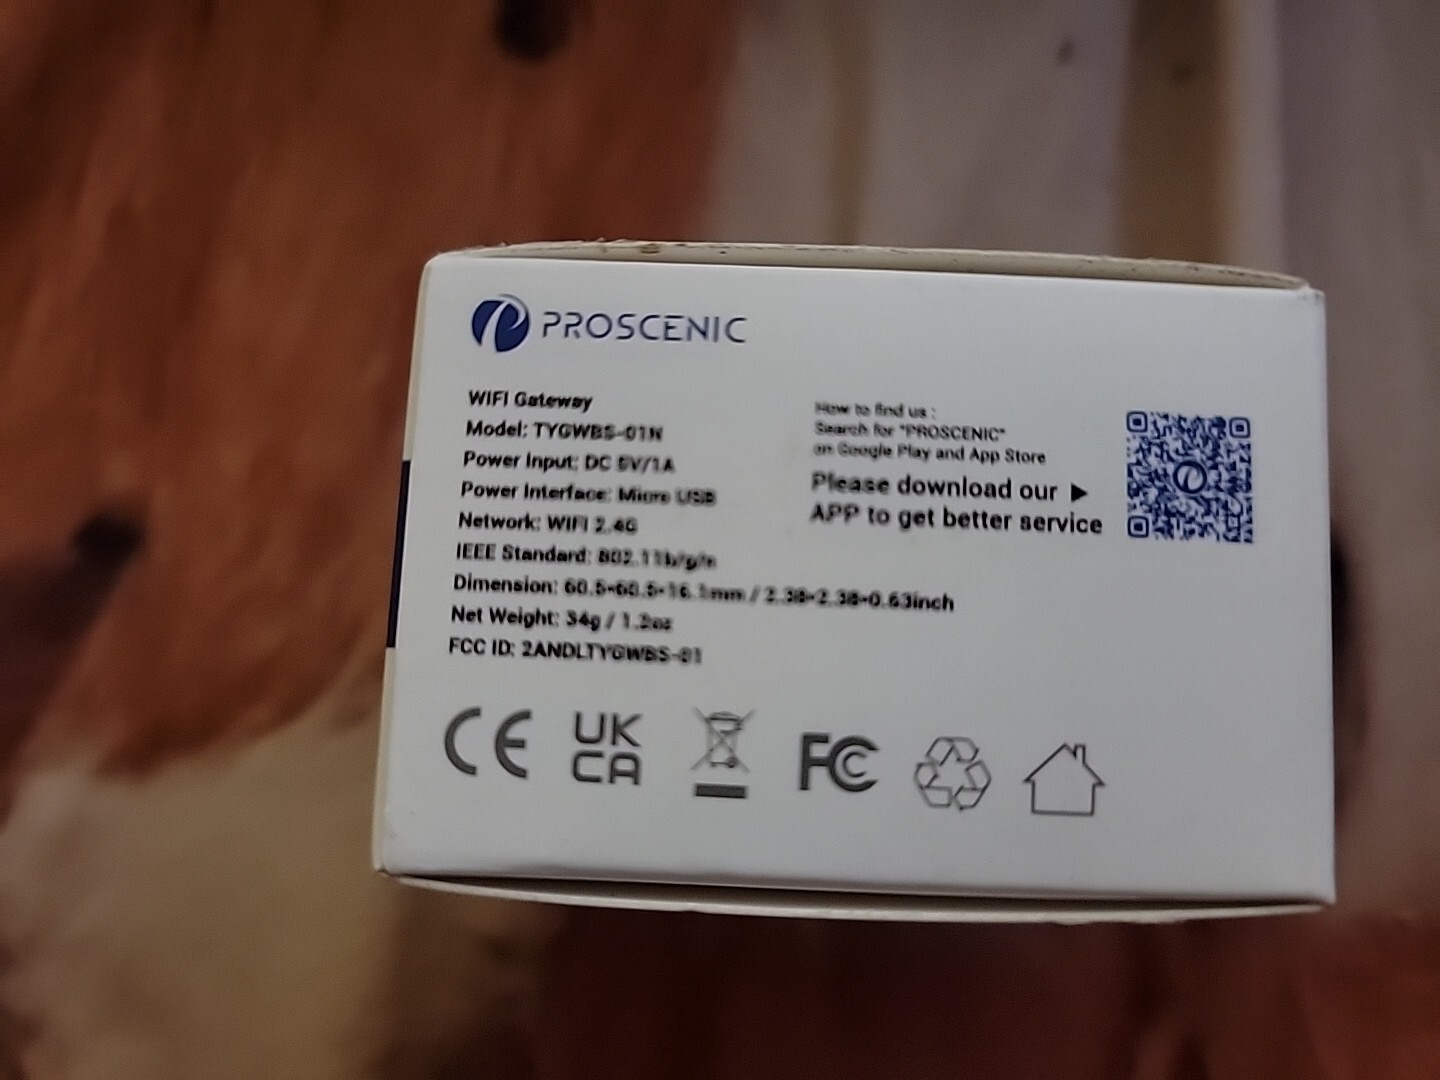 PROSCENIC
WIFI Gateway
Model: TYGWBS-01N
Power Input: DC 5V/1A
Power Interface: Micro USB
Network: WIFI 2.4G
IEEE Standard: 802.11b/g/n
Dimension: 60.5*60.5*16.1mm / 2.38*2.38*0.63inch
Net Weight: 34g / 1.2oz
FCC ID: 2ANDLTYGWBS-01
How to find us :
Search for "PROSCENIC"
on Google Play and App Store
Please download our ▶
APP to get better service
CE
UK
CA
FC